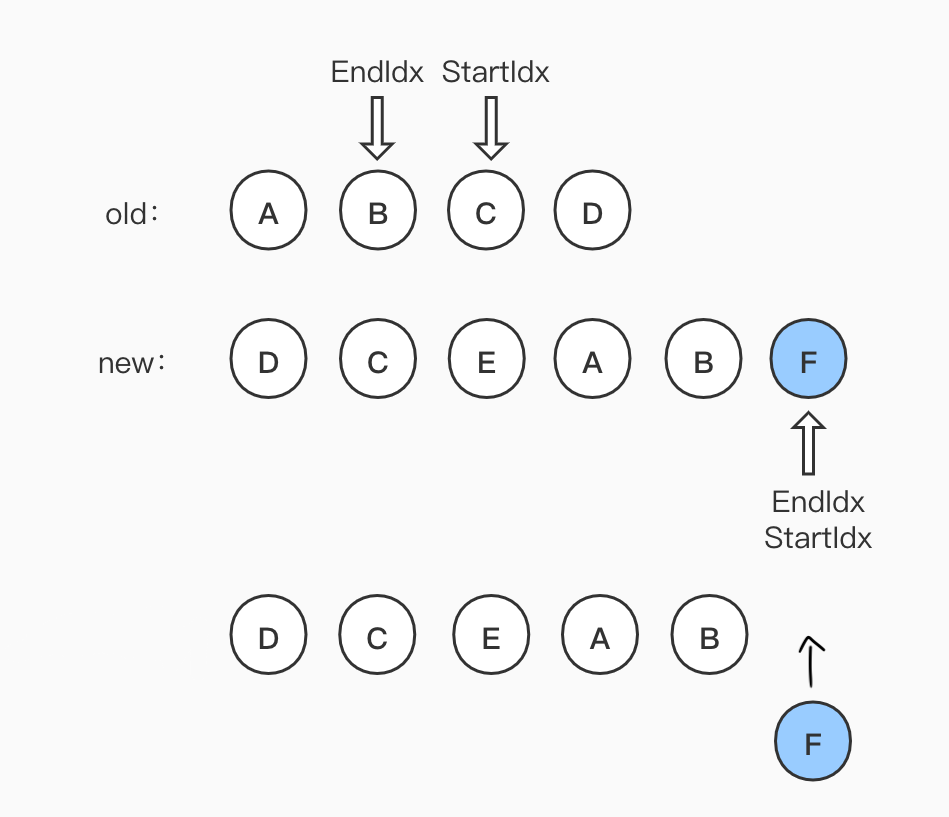 EndIdx StartIdx
old: A B C D
new: D C E A B F
EndIdx
StartIdx
D C E A B
F